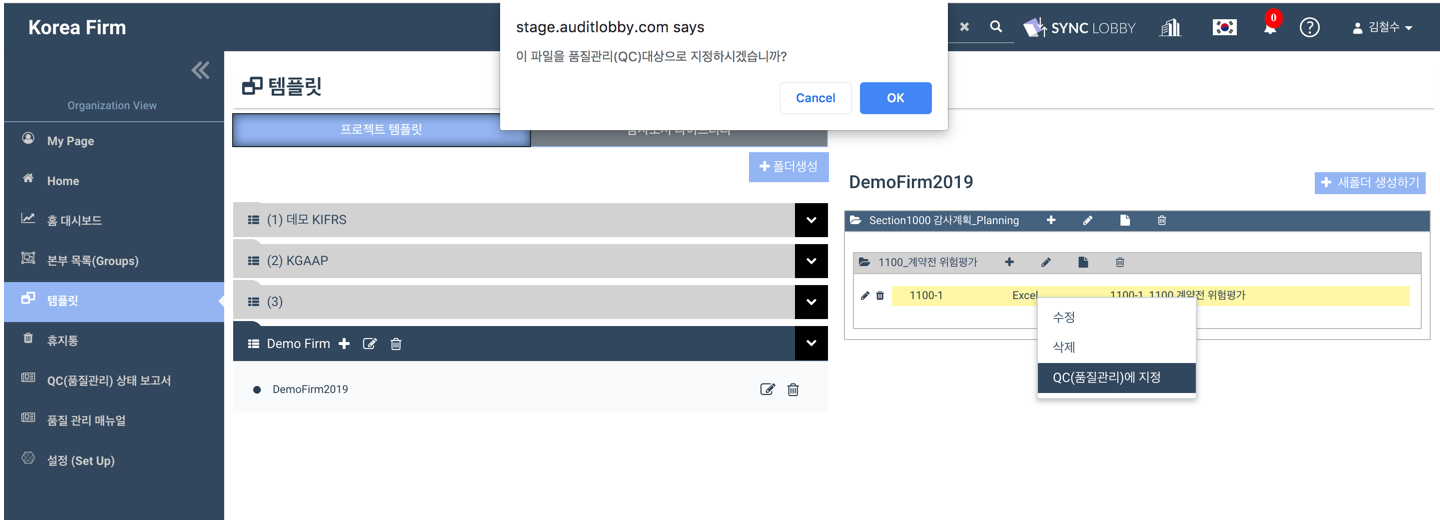 Korea Firm
stage.auditlobby.com says
이 파일을 품질관리(QC)대상으로 지정하시겠습니까?
Cancel
OK
SYNC LOBBY
0
김철수
Organization View
My Page
Home
홈 대시보드
본부 목록(Groups)
템플릿
휴지통
QC(품질관리) 상태 보고서
품질 관리 매뉴얼
설정 (Set Up)
템플릿
프로젝트 템플릿
폴더생성
(1) 데모 KIFRS
(2) KGAAP
(3)
Demo Firm
DemoFirm2019
DemoFirm2019
새폴더 생성하기
Section1000 감사계획_Planning
1100_계약전 위험평가
1100-1 Excel 1100-1_1100 계약전 위험평가
수정
삭제
QC(품질관리)에 지정